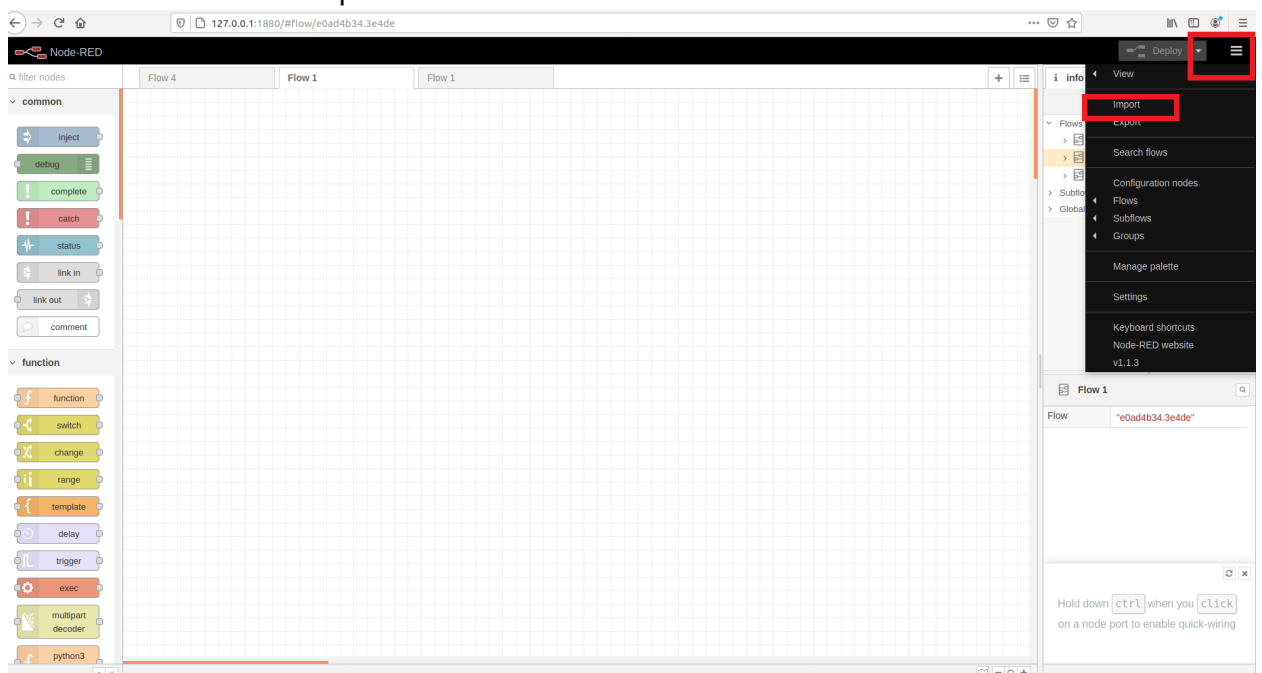 127.0.0.1:1880/#flow/e0ad4b34.3e4de
Node-RED
Deploy
filter nodes
Flow 4
Flow 1
Flow 1
i info
common
inject
debug
complete
catch
status
link in
link out
comment
function
function
switch
change
range
template
delay
trigger
exec
multipart
decoder
python3
Flows
Subflo
Global
View
Import
Export
Search flows
Configuration nodes
Flows
Subflows
Groups
Manage palette
Settings
Keyboard shortcuts
Node-RED website
v1.1.3
Flow 1
Flow "e0ad4b34.3e4de"
Hold down ctrl when you click
on a node port to enable quick-wiring